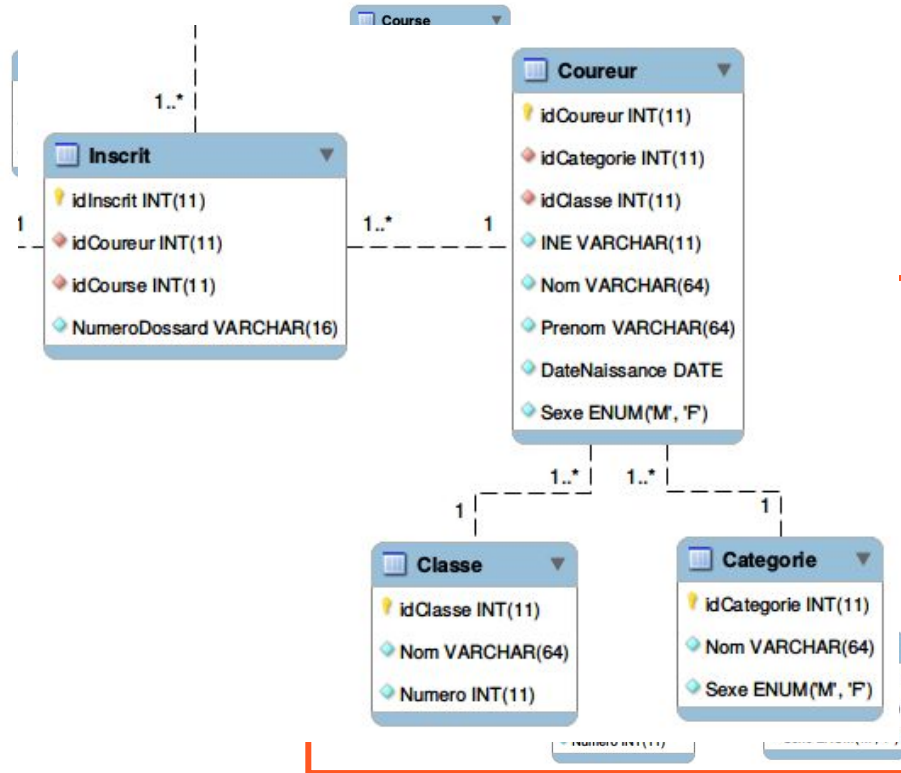 Course
1..*
Coureur
idCoureur INT(11)
idCategorie INT(11)
idClasse INT(11)
INE VARCHAR(11)
Nom VARCHAR(64)
Prenom VARCHAR(64)
DateNaissance DATE
Sexe ENUM('M', 'F')
Inscrit
idInscrit INT(11)
idCoureur INT(11)
idCourse INT(11)
NumeroDossard VARCHAR(16)
1
1..*
1
1..*
1..*
1
1
Classe
idClasse INT(11)
Nom VARCHAR(64)
Numero INT(11)
Categorie
idCategorie INT(11)
Nom VARCHAR(64)
Sexe ENUM('M', 'F')
Numero INT(11)